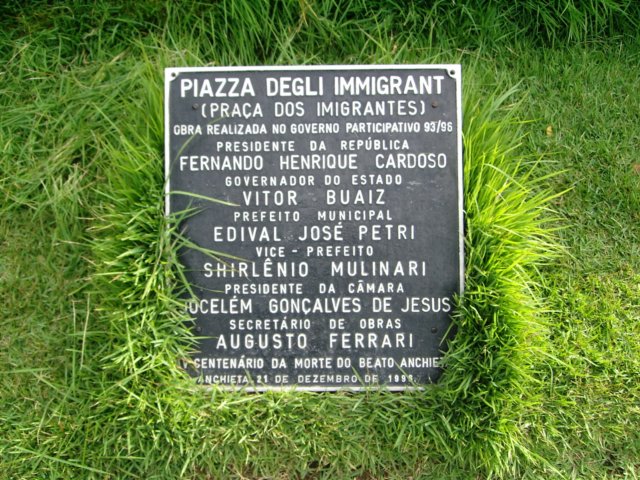 PIAZZA DEGLI IMMIGRANT
(PRAÇA DOS IMIGRANTES)
OBRA REALIZADA NO GOVERNO PARTICIPATIVO 93/96
PRESIDENTE DA REPÚBLICA
FERNANDO HENRIQUE CARDOSO
GOVERNADOR DO ESTADO
VITOR BUAIZ
PREFEITO MUNICIPAL
EDIVAL JOSÉ PETRI
VICE - PREFEITO
SHIRLÊNIO MULINARI
PRESIDENTE DA CÂMARA
OCELÉM GONÇALVES DE JESUS
SECRETÁRIO DE OBRAS
AUGUSTO FERRARI
CENTENÁRIO DA MORTE DO BEATO ANCHIET
ANCHIETA 21 DE DEZEMBRO DE